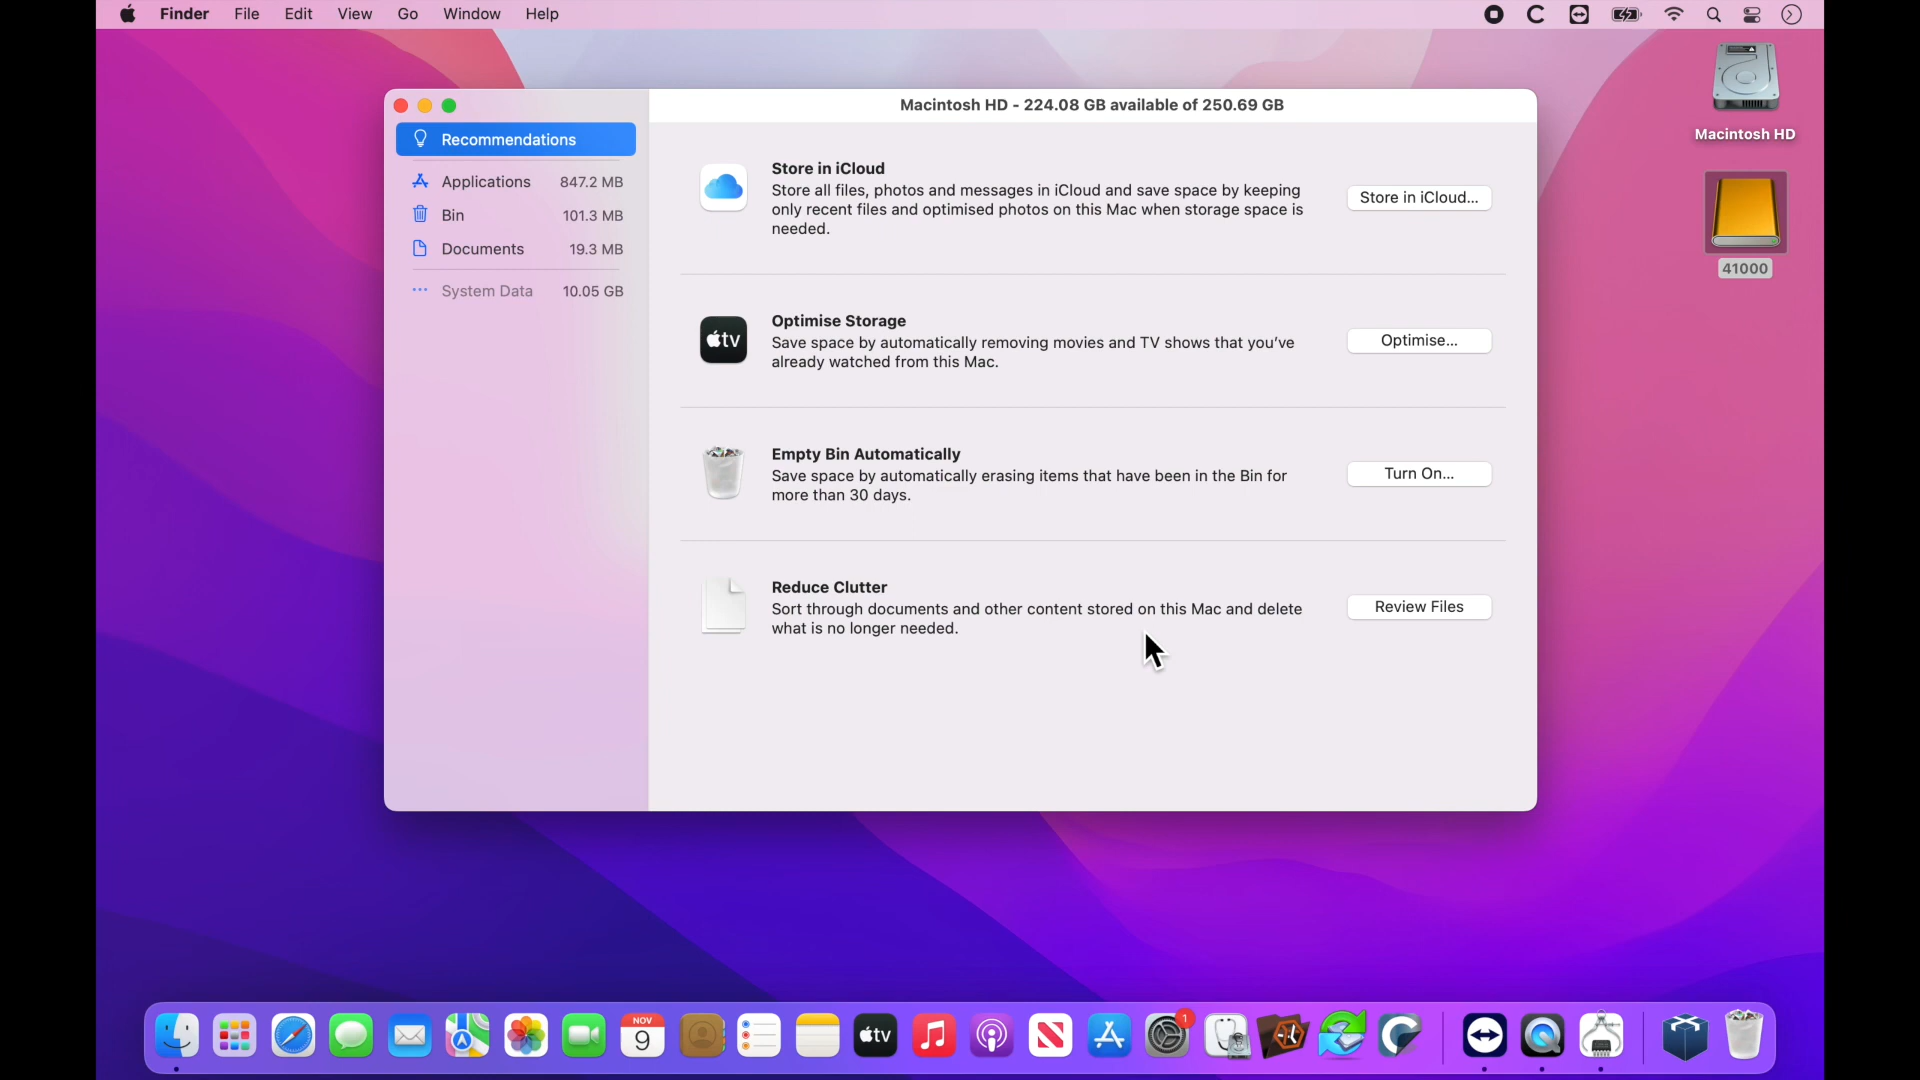 Finder File Edit View Go Window Help
Macintosh HD - 224.08 GB available of 250.69 GB
Recommendations
Applications 847.2 MB
Bin 101.3 MB
Documents 19.3 MB
System Data 10.05 GB
Store in iCloud
Store all files, photos and messages in iCloud and save space by keeping
only recent files and optimised photos on this Mac when storage space is
needed.
Store in iCloud...
tv
Optimise Storage
Save space by automatically removing movies and TV shows that you've
already watched from this Mac.
Optimise...
Empty Bin Automatically
Save space by automatically erasing items that have been in the Bin for
more than 30 days.
Turn On...
Reduce Clutter
Sort through documents and other content stored on this Mac and delete
what is no longer needed.
Review Files
Macintosh HD
41000
NOV
9
tv
1